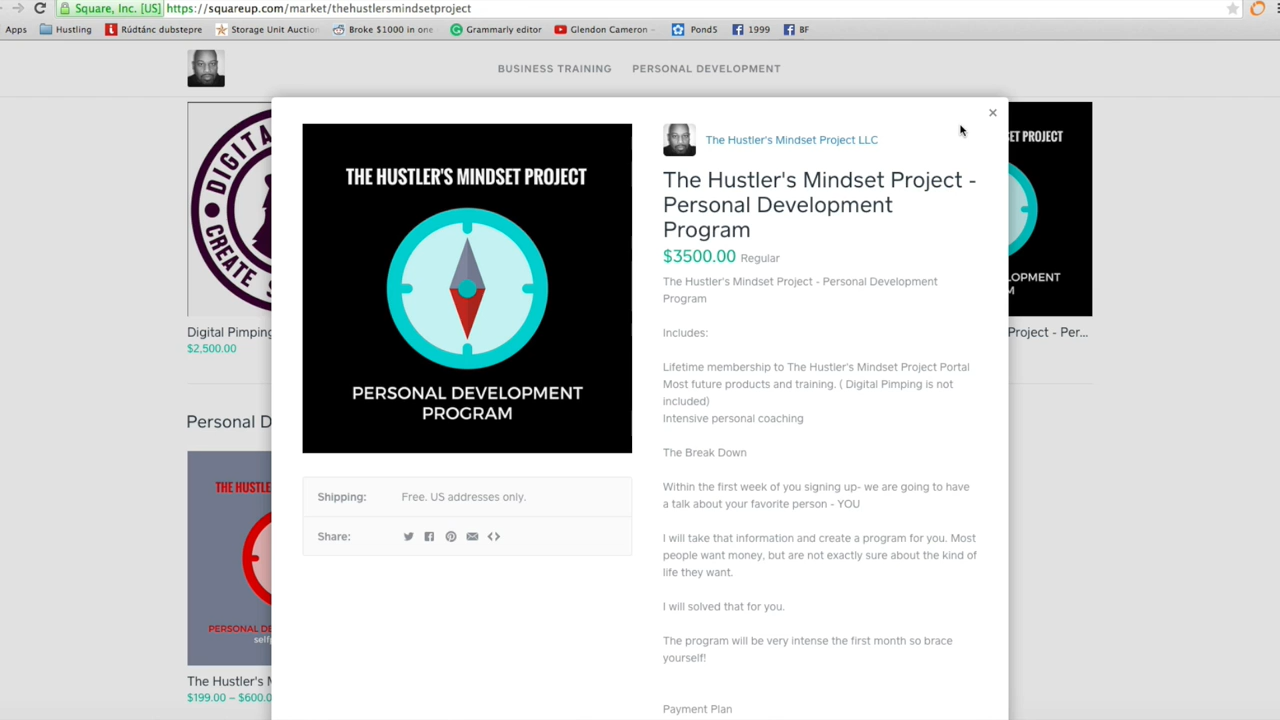 Square, Inc. [US] https://squareup.com/market/thehustlersmindsetproject
Apps Hustling Rúdtánc dubstepre Storage Unit Auction Broke $1000 in one Grammarly editor Glendon Cameron - Pond5 1999 BF
BUSINESS TRAINING PERSONAL DEVELOPMENT
DIGITA
CREATE S
Digital Pimping
$2,500.00
Personal D
THE HUSTLE
PERSONAL DE
selfp
The Hustler's M
$199.00 – $600.0
THE HUSTLER'S MINDSET PROJECT
PERSONAL DEVELOPMENT
PROGRAM
Shipping: Free. US addresses only.
Share:
The Hustler's Mindset Project LLC
The Hustler's Mindset Project -
Personal Development
Program
$3500.00 Regular
The Hustler's Mindset Project - Personal Development
Program
Includes:
Lifetime membership to The Hustler's Mindset Project Portal
Most future products and training. ( Digital Pimping is not
included)
Intensive personal coaching
The Break Down
Within the first week of you signing up- we are going to have
a talk about your favorite person - YOU
I will take that information and create a program for you. Most
people want money, but are not exactly sure about the kind of
life they want.
I will solved that for you.
The program will be very intense the first month so brace
yourself!
Payment Plan
ET PROJECT
LOPMENT
M
Project - Per...